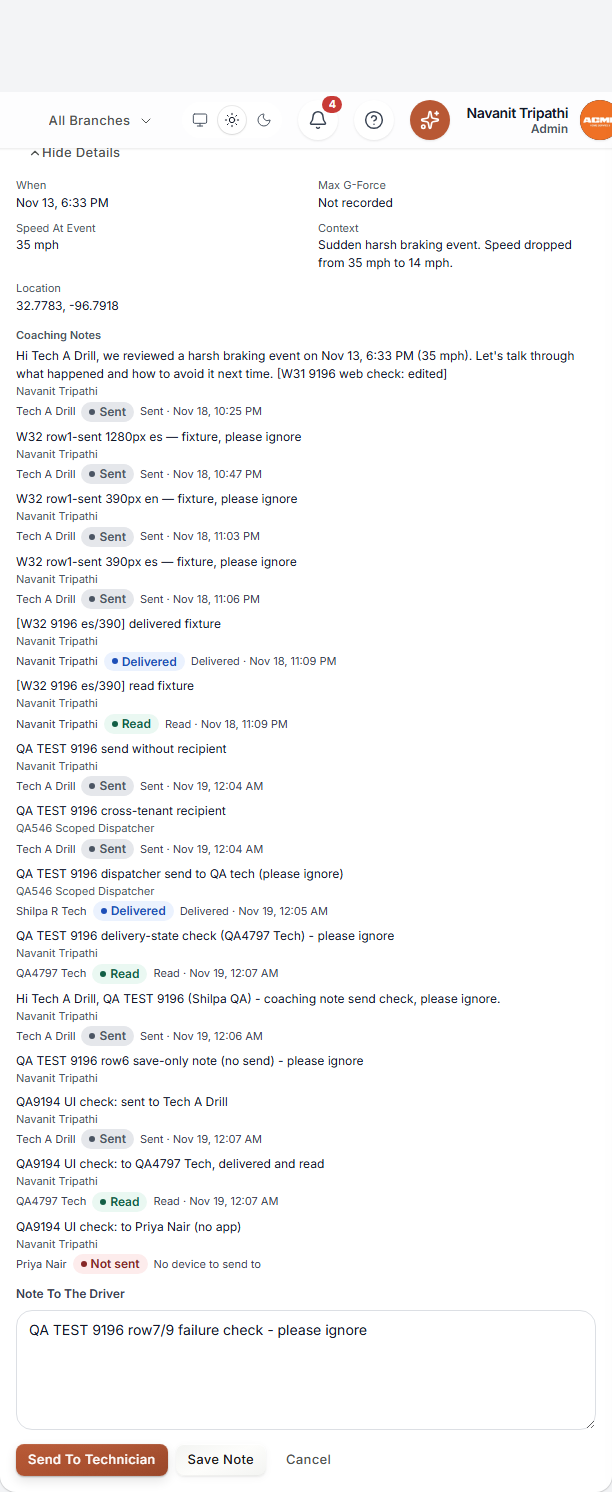 All Branches
4
Navanit Tripathi
Admin
ACME
Hide Details
When
Nov 13, 6:33 PM
Max G-Force
Not recorded
Speed At Event
35 mph
Context
Sudden harsh braking event. Speed dropped
from 35 mph to 14 mph.
Location
32.7783, -96.7918
Coaching Notes
Hi Tech A Drill, we reviewed a harsh braking event on Nov 13, 6:33 PM (35 mph). Let's talk through
what happened and how to avoid it next time. [W31 9196 web check: edited]
Navanit Tripathi
Tech A Drill Sent Sent · Nov 18, 10:25 PM
W32 row1-sent 1280px es — fixture, please ignore
Navanit Tripathi
Tech A Drill Sent Sent · Nov 18, 10:47 PM
W32 row1-sent 390px en — fixture, please ignore
Navanit Tripathi
Tech A Drill Sent Sent · Nov 18, 11:03 PM
W32 row1-sent 390px es — fixture, please ignore
Navanit Tripathi
Tech A Drill Sent Sent · Nov 18, 11:06 PM
[W32 9196 es/390] delivered fixture
Navanit Tripathi
Navanit Tripathi Delivered Delivered · Nov 18, 11:09 PM
[W32 9196 es/390] read fixture
Navanit Tripathi
Navanit Tripathi Read Read · Nov 18, 11:09 PM
QA TEST 9196 send without recipient
Navanit Tripathi
Tech A Drill Sent Sent · Nov 19, 12:04 AM
QA TEST 9196 cross-tenant recipient
QA546 Scoped Dispatcher
Tech A Drill Sent Sent · Nov 19, 12:04 AM
QA TEST 9196 dispatcher send to QA tech (please ignore)
QA546 Scoped Dispatcher
Shilpa R Tech Delivered Delivered · Nov 19, 12:05 AM
QA TEST 9196 delivery-state check (QA4797 Tech) - please ignore
Navanit Tripathi
QA4797 Tech Read Read · Nov 19, 12:07 AM
Hi Tech A Drill, QA TEST 9196 (Shilpa QA) - coaching note send check, please ignore.
Navanit Tripathi
Tech A Drill Sent Sent · Nov 19, 12:06 AM
QA TEST 9196 row6 save-only note (no send) - please ignore
Navanit Tripathi
QA9194 UI check: sent to Tech A Drill
Navanit Tripathi
Tech A Drill Sent Sent · Nov 19, 12:07 AM
QA9194 UI check: to QA4797 Tech, delivered and read
Navanit Tripathi
QA4797 Tech Read Read · Nov 19, 12:07 AM
QA9194 UI check: to Priya Nair (no app)
Navanit Tripathi
Priya Nair Not sent No device to send to
Note To The Driver
QA TEST 9196 row7/9 failure check - please ignore
Send To Technician Save Note Cancel